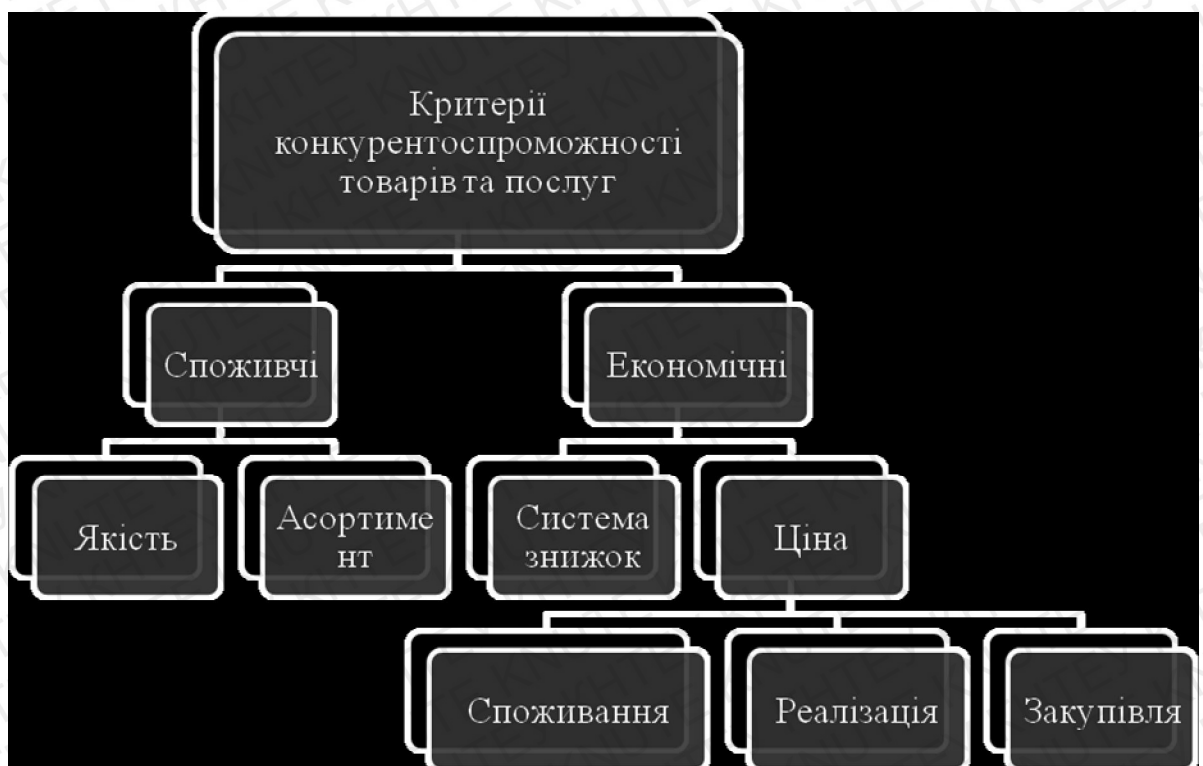 Критерії
конкурентоспроможності
товарів та послуг
Споживчі
Економічні
Якість
Асортиме
нт
Система
знижок
Ціна
Споживання
Реалізація
Закупівля